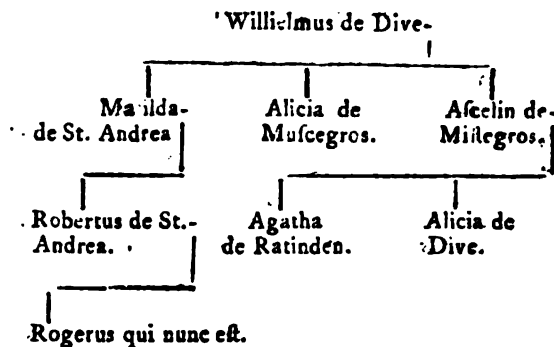 Willielmus de Dive-
Matilda- Alicia de Aſcelin de-
de St. Andrea Muſcegros. Miſſegros.
Robertus de St.- Agatha Alicia de
Andrea. de Ratinden. Dive.
Rogerus qui nunc eſt.